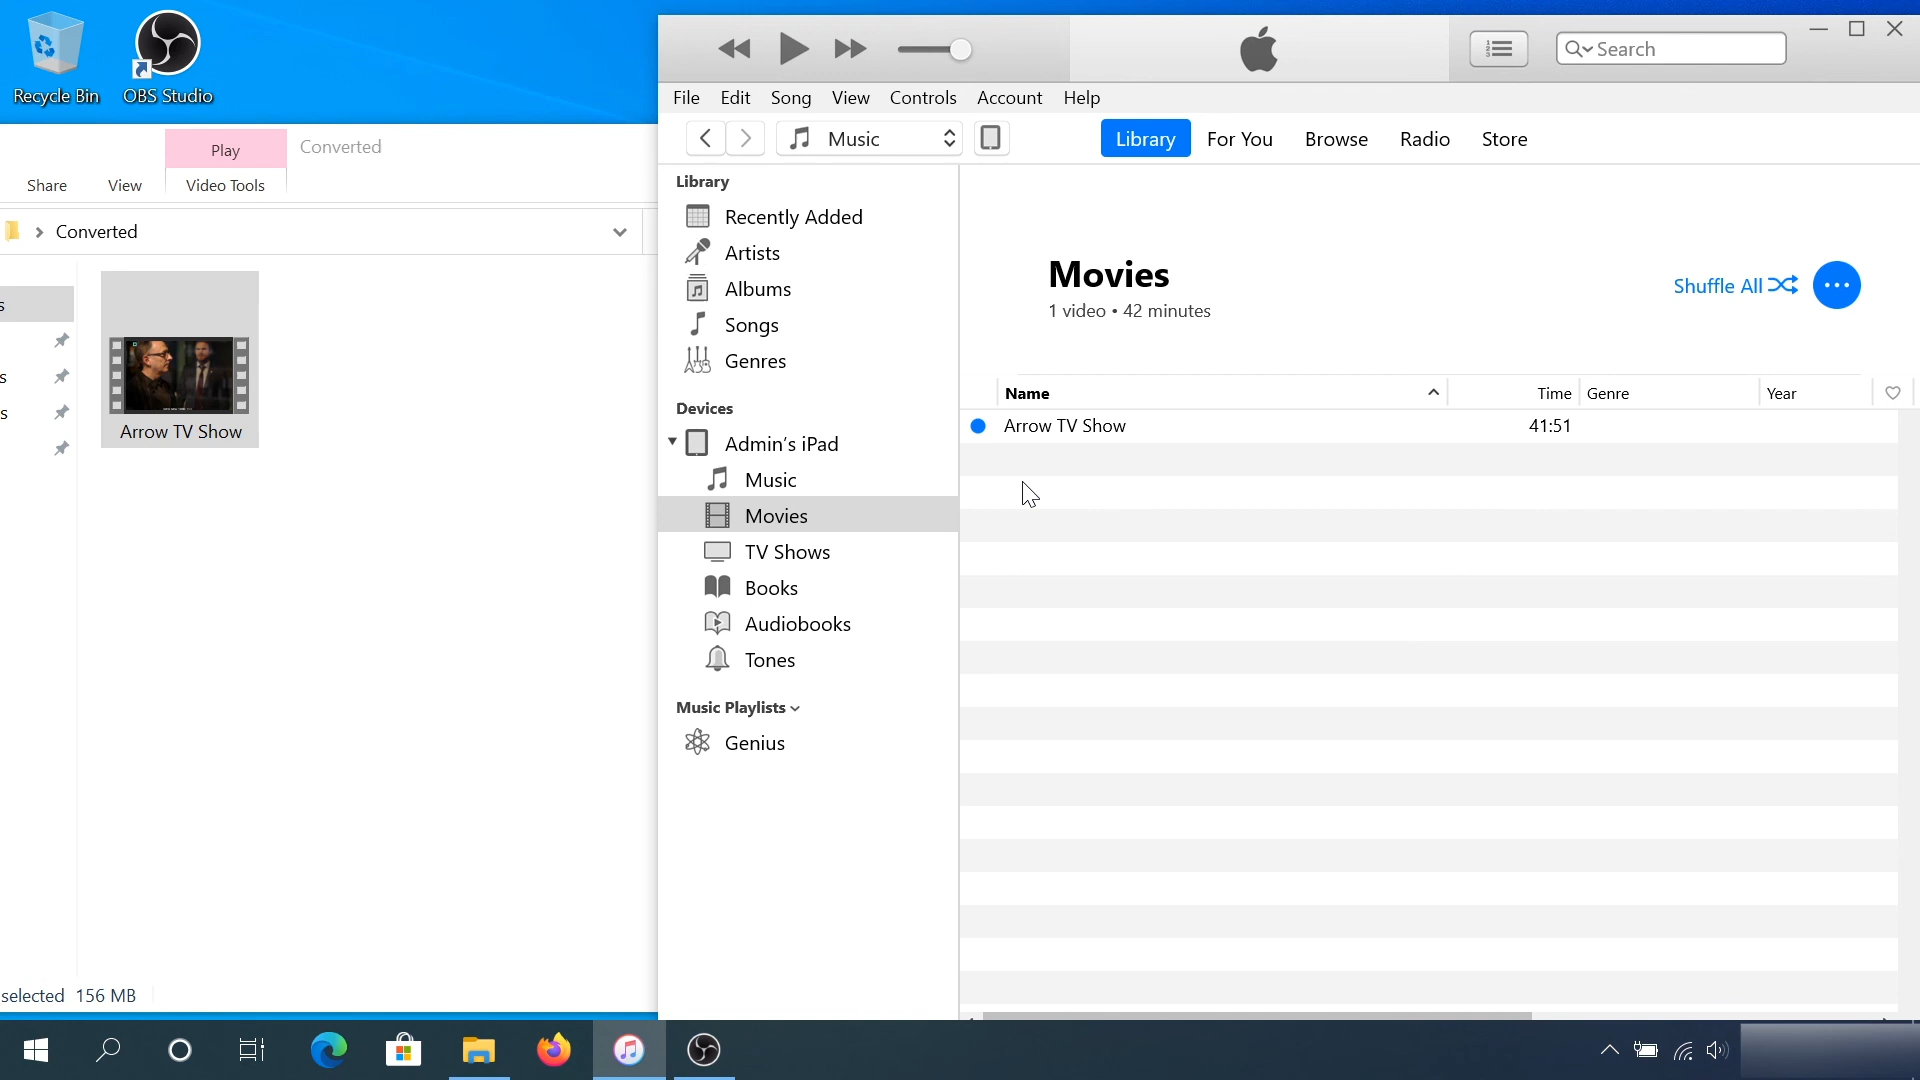 Recycle Bin
OBS Studio
Play
Converted
Share
View
Video Tools
Converted
s
s
s
Arrow TV Show
selected 156 MB
Search
File Edit Song View Controls Account Help
Music
Library For You Browse Radio Store
Library
Recently Added
Artists
Albums
Songs
Genres
Devices
Admin's iPad
Music
Movies
TV Shows
Books
Audiobooks
Tones
Music Playlists
Genius
Movies
1 video • 42 minutes
Shuffle All
Name Time Genre Year
Arrow TV Show 41:51